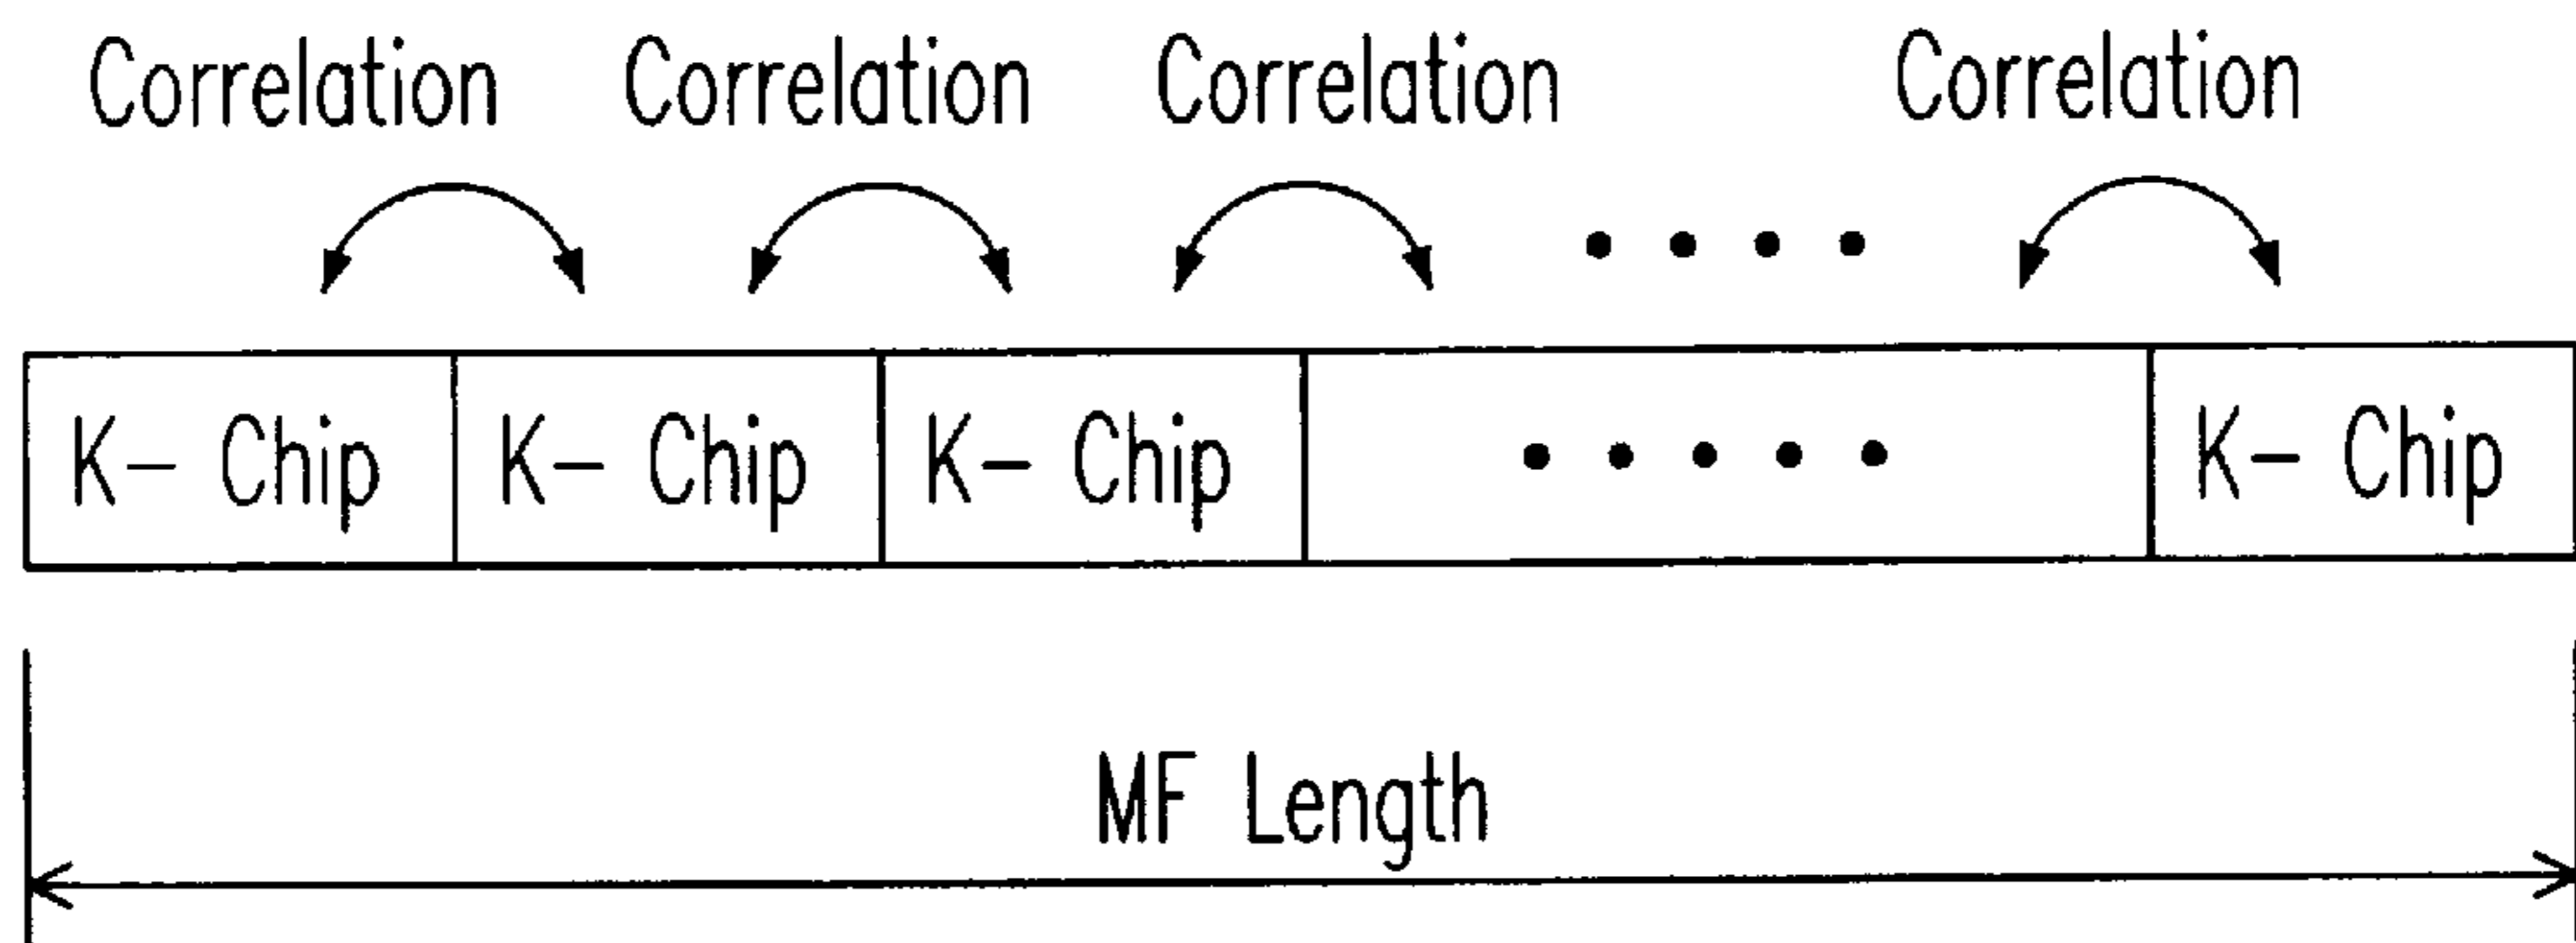 Correlation Correlation Correlation Correlation
K- Chip K- Chip K- Chip K- Chip
MF Length